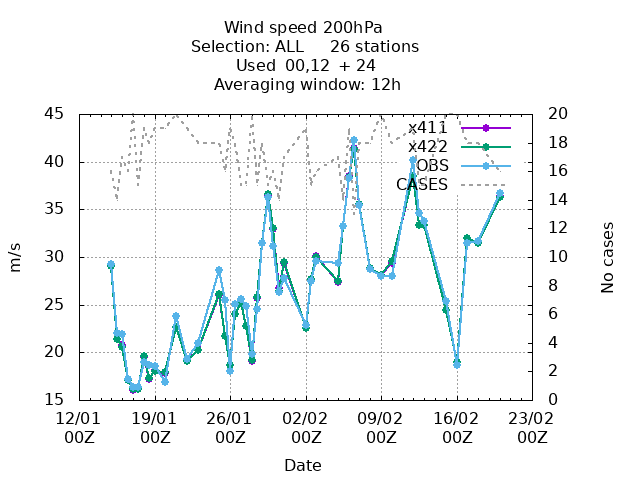 Wind speed 200hPa
Selection: ALL 26 stations
Used 00,12 + 24
Averaging window: 12h
45
40
35
30
25
20
15
m/s
20
18
16
14
12
10
8
6
4
2
0
No cases
x411
x422
OBS
CASES
12/01 19/01 26/01 02/02 09/02 16/02 23/02
00Z 00Z 00Z 00Z 00Z 00Z 00Z
Date